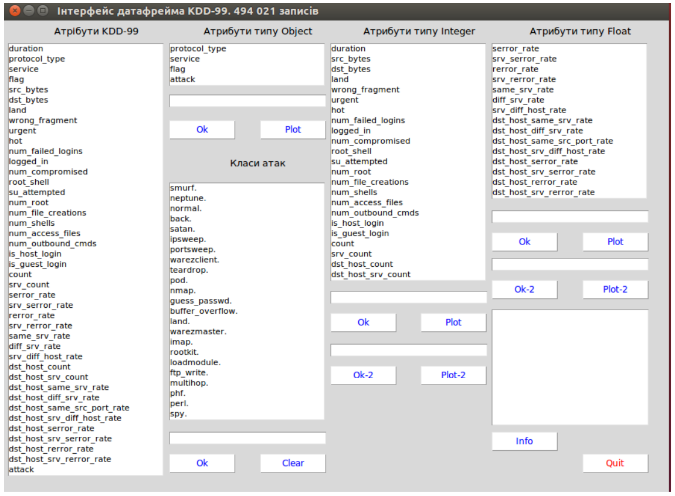 Інтерфейс датафрейма KDD-99. 494 021 записів
Атрібути KDD-99
duration
protocol_type
service
flag
src_bytes
dst_bytes
land
wrong_fragment
urgent
hot
num_failed_logins
logged_in
num_compromised
root_shell
su_attempted
num_root
num_file_creations
num_shells
num_access_files
num_outbound_cmds
is_host_login
is_guest_login
count
srv_count
serror_rate
srv_serror_rate
rerror_rate
srv_rerror_rate
same_srv_rate
diff_srv_rate
srv_diff_host_rate
dst_host_count
dst_host_srv_count
dst_host_same_srv_rate
dst_host_diff_srv_rate
dst_host_same_src_port_rate
dst_host_srv_diff_host_rate
dst_host_serror_rate
dst_host_srv_serror_rate
dst_host_rerror_rate
dst_host_srv_rerror_rate
attack
Атрибути типу Object
protocol_type
service
flag
attack
Ok
Plot
Класи атак
smurf.
neptune.
normal.
back.
satan.
ipsweep.
portsweep.
warezclient.
teardrop.
pod.
nmap.
guess_passwd.
buffer_overflow.
land.
warezmaster.
imap.
rootkit.
loadmodule.
ftp_write.
multihop.
phf.
perl.
spy.
Ok
Clear
Атрибути типу Integer
duration
src_bytes
dst_bytes
land
wrong_fragment
urgent
hot
num_failed_logins
logged_in
num_compromised
root_shell
su_attempted
num_root
num_file_creations
num_shells
num_access_files
num_outbound_cmds
is_host_login
is_guest_login
count
srv_count
dst_host_count
dst_host_srv_count
Ok
Plot
Ok-2
Plot-2
Атрибути типу Float
serror_rate
srv_serror_rate
rerror_rate
srv_rerror_rate
same_srv_rate
diff_srv_rate
srv_diff_host_rate
dst_host_same_srv_rate
dst_host_diff_srv_rate
dst_host_same_src_port_rate
dst_host_srv_diff_host_rate
dst_host_serror_rate
dst_host_srv_serror_rate
dst_host_rerror_rate
dst_host_srv_rerror_rate
Ok
Plot
Ok-2
Plot-2
Info
Quit